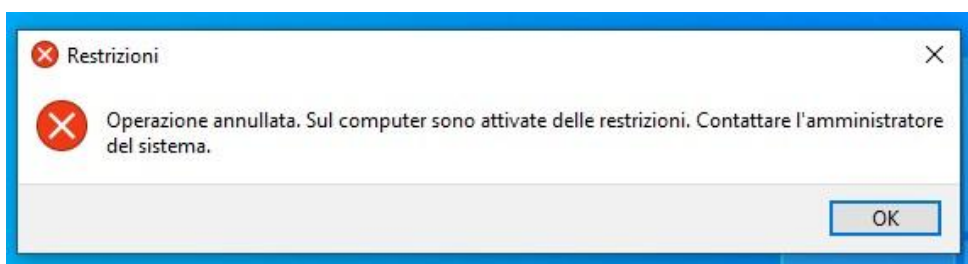 Restrizioni
Operazione annullata. Sul computer sono attivate delle restrizioni. Contattare l'amministratore
del sistema.
OK